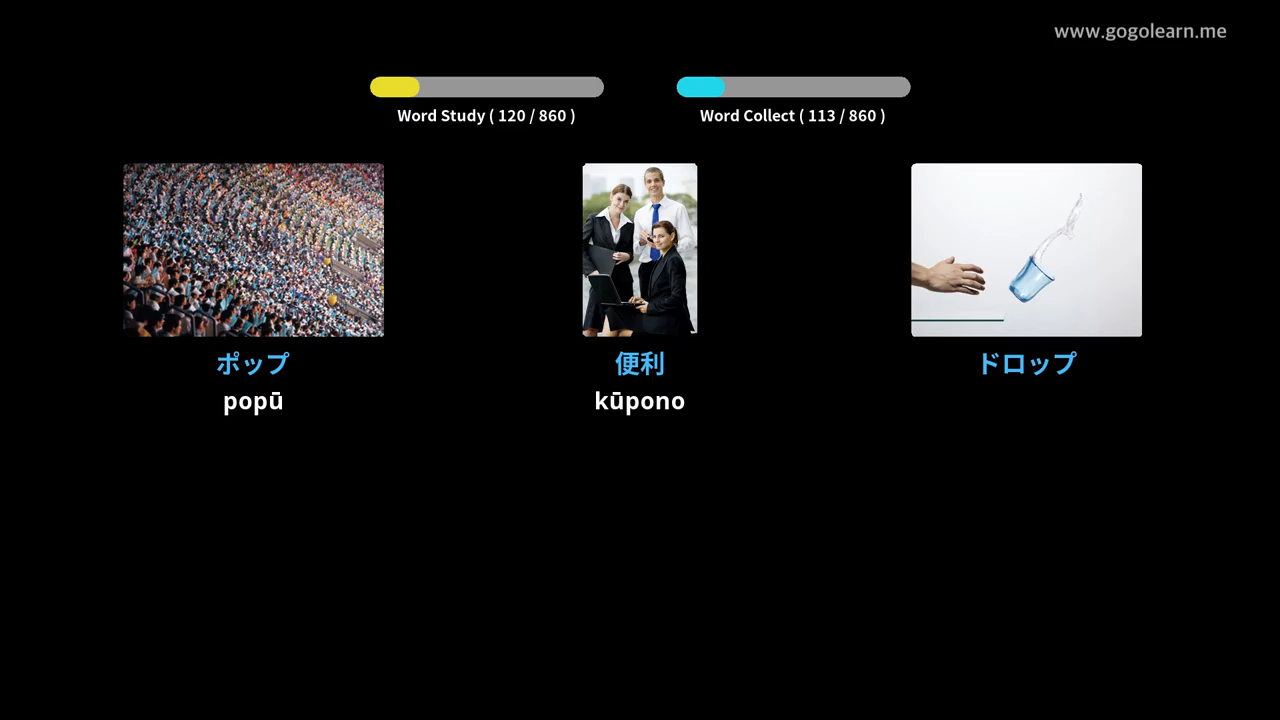 www.gogolearn.me
Word Study ( 120 / 860 )
Word Collect ( 113 / 860 )
ポップ
便利
ドロップ
popū
kūpono